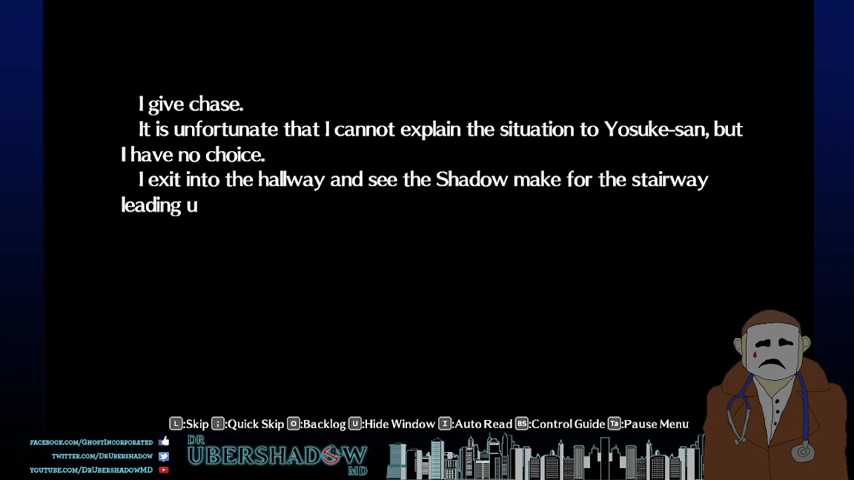 I give chase.
It is unfortunate that I cannot explain the situation to Yosuke-san, but
I have no choice.
I exit into the hallway and see the Shadow make for the stairway
leading u
L:Skip ;:Quick Skip O:Backlog U:Hide Window I:Auto Read BS:Control Guide Ta:Pause Menu
facebook.com/GhostIncorporated
twitter.com/DrUbershadow
youtube.com/DrUbershadowMD
DR
UBERSHADOW
MD